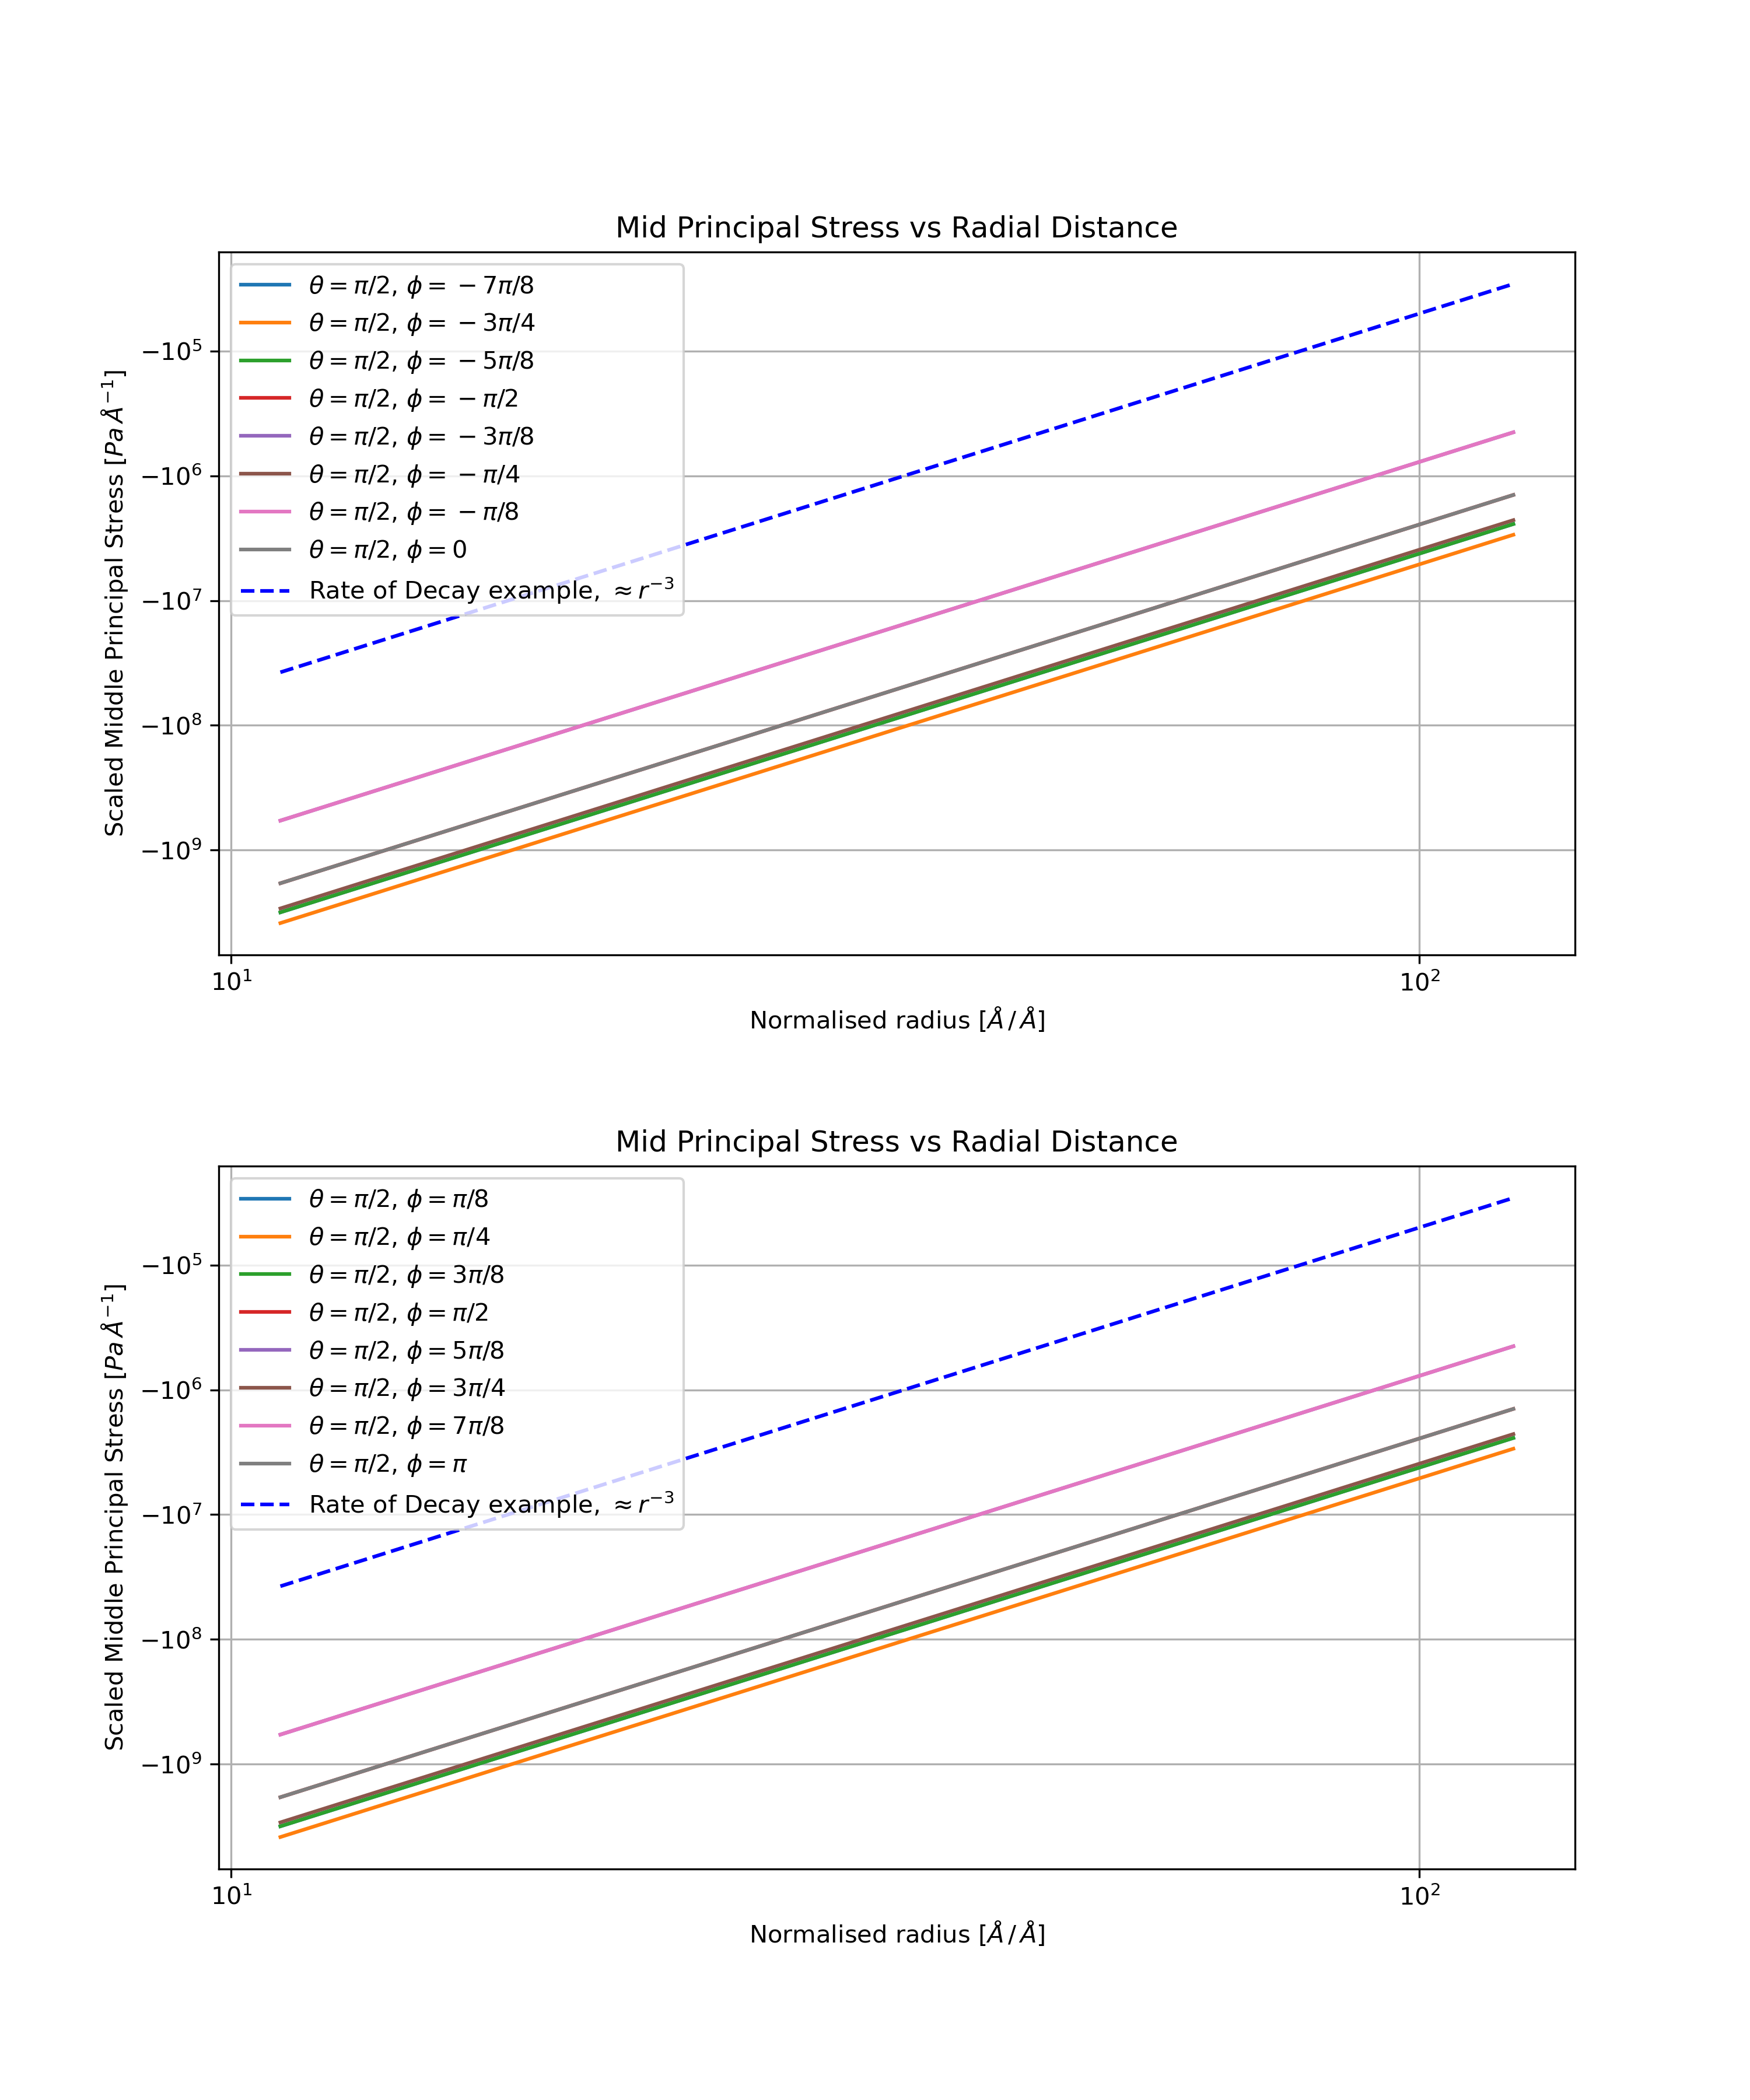 Mid Principal Stress vs Radial Distance
θ = π/2, ϕ = −7π/8
θ = π/2, ϕ = −3π/4
θ = π/2, ϕ = −5π/8
θ = π/2, ϕ = −π/2
θ = π/2, ϕ = −3π/8
θ = π/2, ϕ = −π/4
θ = π/2, ϕ = −π/8
θ = π/2, ϕ = 0
Rate of Decay example, ≈ r⁻³
Scaled Middle Principal Stress [Pa Å⁻¹]
−10⁵
−10⁶
−10⁷
−10⁸
−10⁹
10¹ 10²
Normalised radius [Å / Å]
Mid Principal Stress vs Radial Distance
θ = π/2, ϕ = π/8
θ = π/2, ϕ = π/4
θ = π/2, ϕ = 3π/8
θ = π/2, ϕ = π/2
θ = π/2, ϕ = 5π/8
θ = π/2, ϕ = 3π/4
θ = π/2, ϕ = 7π/8
θ = π/2, ϕ = π
Rate of Decay example, ≈ r⁻³
Scaled Middle Principal Stress [Pa Å⁻¹]
−10⁵
−10⁶
−10⁷
−10⁸
−10⁹
10¹ 10²
Normalised radius [Å / Å]